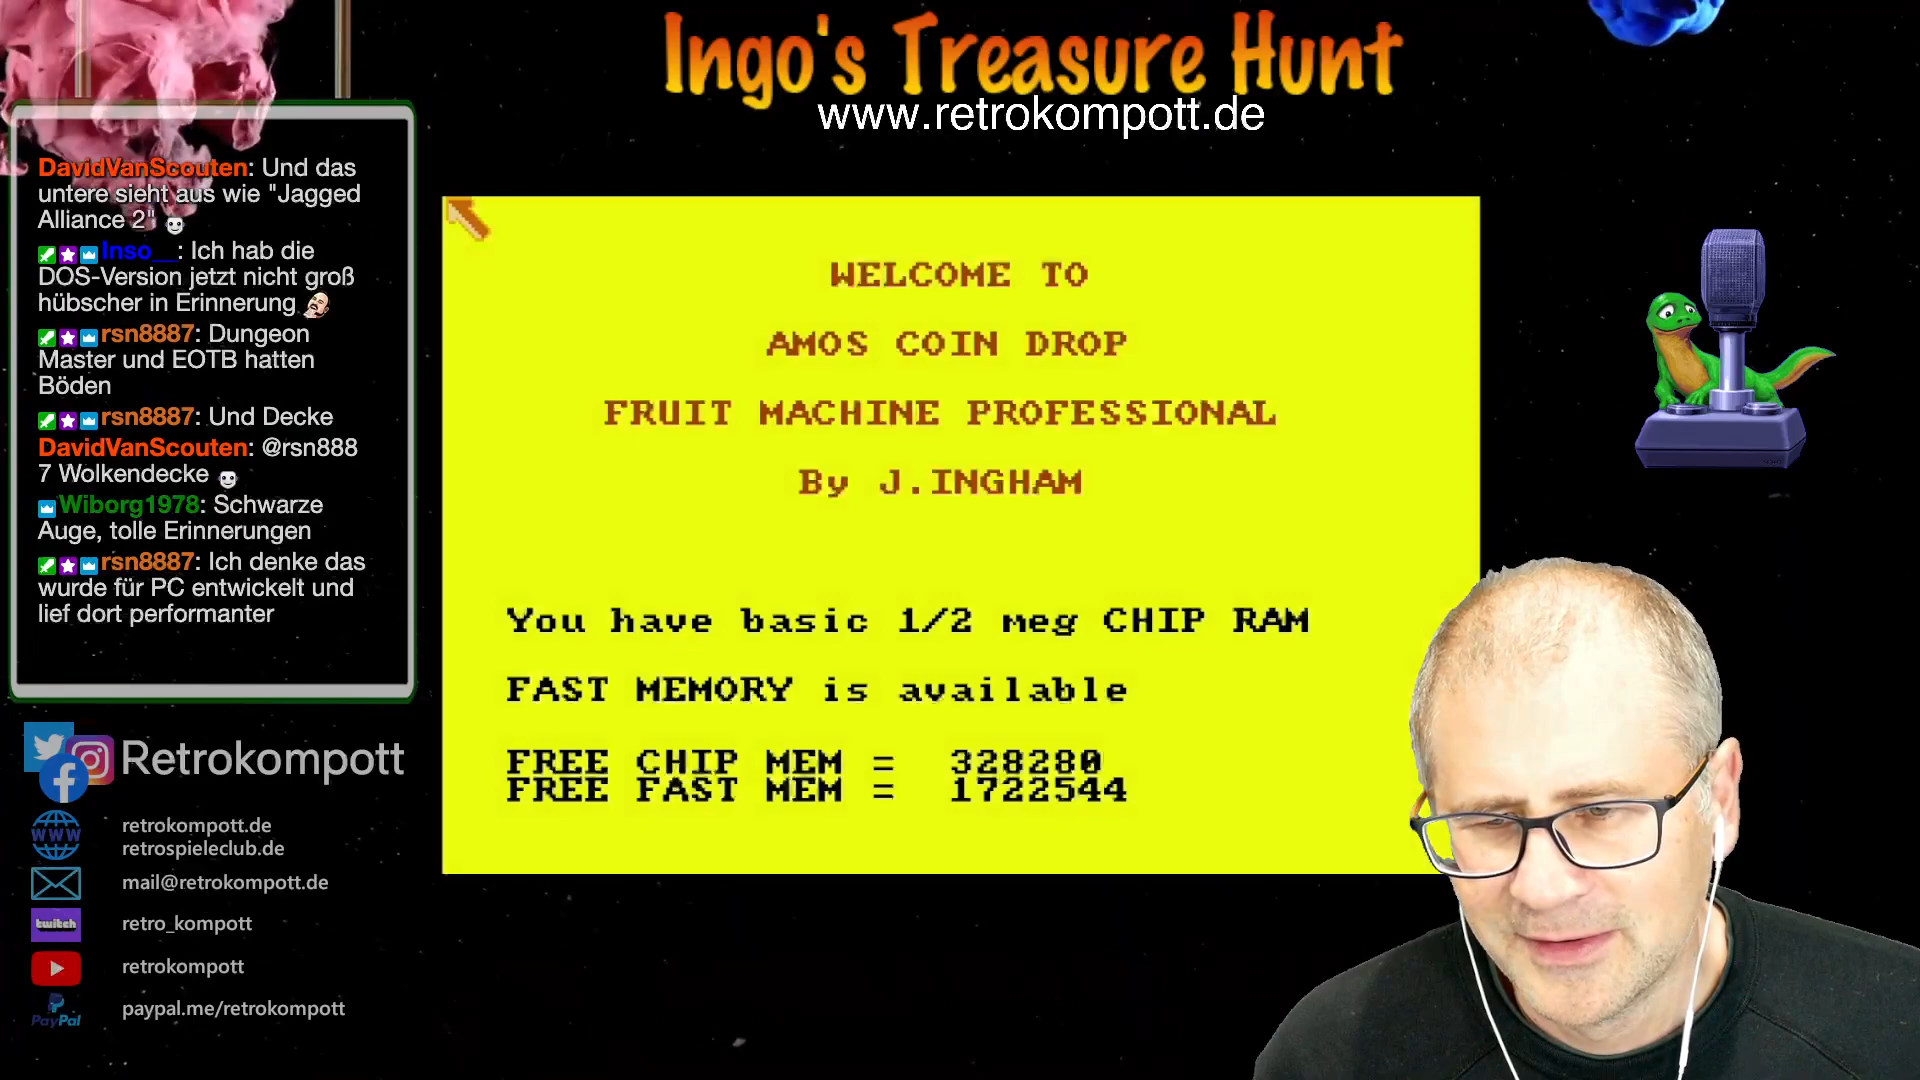 Ingo's Treasure Hunt
www.retrokompott.de
DavidVanScouten: Und das
untere sieht aus wie "Jagged
Alliance 2"
Inso__: Ich hab die
DOS-Version jetzt nicht groß
hübscher in Erinnerung
rsn8887: Dungeon
Master und EOTB hatten
Böden
rsn8887: Und Decke
DavidVanScouten: @rsn888
7 Wolkendecke
Wiborg1978: Schwarze
Auge, tolle Erinnerungen
rsn8887: Ich denke das
wurde für PC entwickelt und
lief dort performanter
WELCOME TO
AMOS COIN DROP
FRUIT MACHINE PROFESSIONAL
By J.INGHAM
You have basic 1/2 meg CHIP RAM
FAST MEMORY is available
FREE CHIP MEM = 328280
FREE FAST MEM = 1722544
Retrokompott
WWW
retrokompott.de
retrospieleclub.de
mail@retrokompott.de
twitch
retro_kompott
retrokompott
PayPal
paypal.me/retrokompott